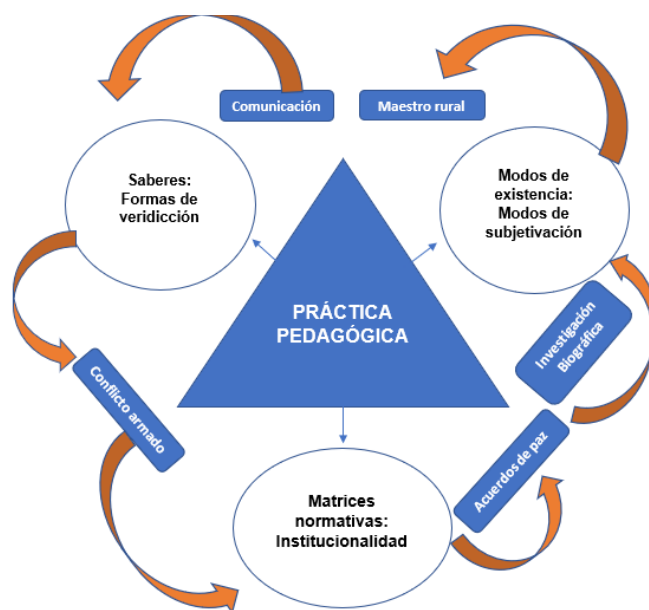 Comunicación
Maestro rural
Saberes:
Formas de
veridicción
Modos de
existencia:
Modos de
subjetivación
PRÁCTICA
PEDAGÓGICA
Investigación
Biográfica
Conflicto armado
Acuerdos de paz
Matrices
normativas:
Institucionalidad